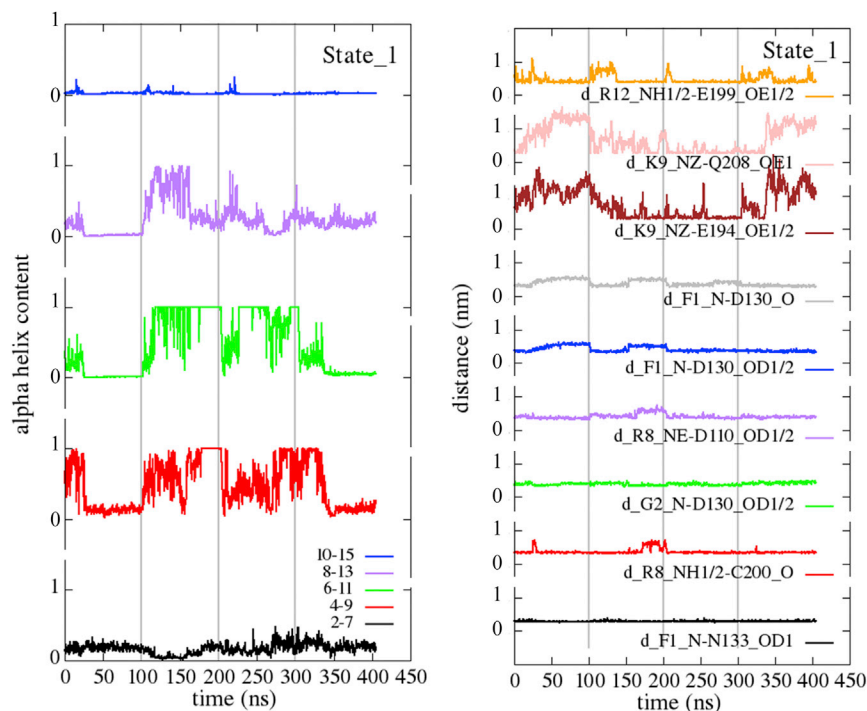 State_1
alpha helix content
1
0
1
0
1
0
1
0
1
0
10-15
8-13
6-11
4-9
2-7
0 50 100 150 200 250 300 350 400 450
time (ns)
State_1
distance (nm)
1
0
d_R12_NH1/2-E199_OE1/2
1
0
d_K9_NZ-Q208_OE1
1
0
d_K9_NZ-E194_OE1/2
1
0
d_F1_N-D130_O
1
0
d_F1_N-D130_OD1/2
1
0
d_R8_NE-D110_OD1/2
1
0
d_G2_N-D130_OD1/2
1
0
d_R8_NH1/2-C200_O
1
0
d_F1_N-N133_OD1
0 50 100 150 200 250 300 350 400 450
time (ns)